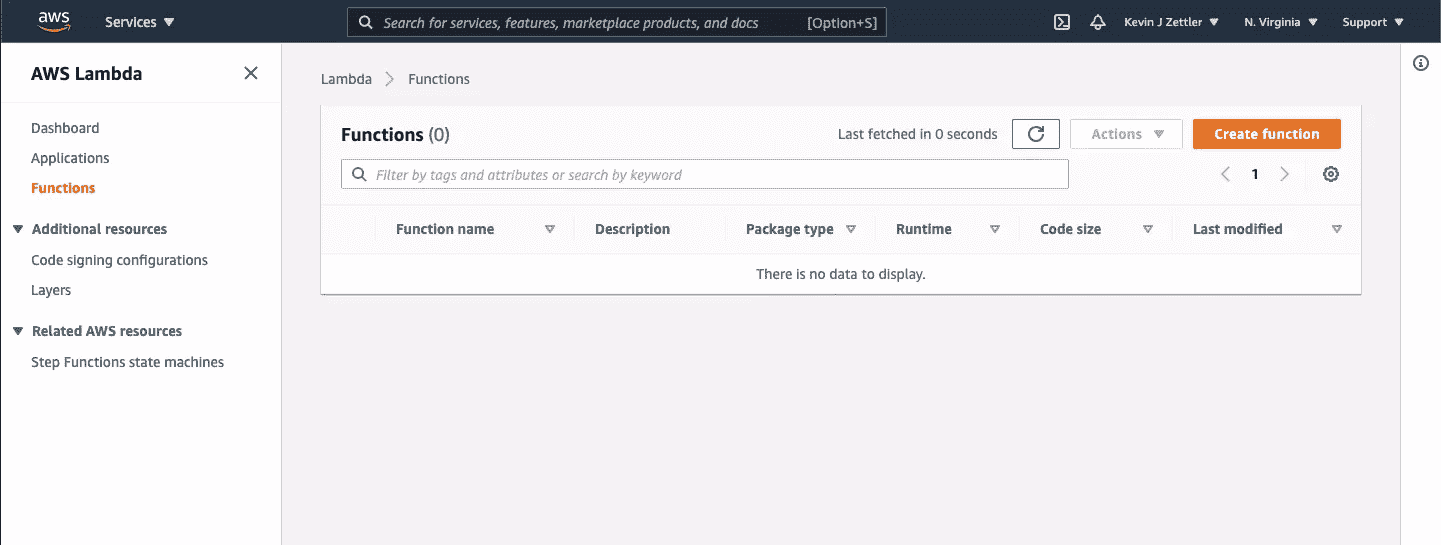 aws Services Search for services, features, marketplace products, and docs [Option+S] Kevin J Zettler N. Virginia Support
AWS Lambda
Dashboard
Applications
Functions
Additional resources
Code signing configurations
Layers
Related AWS resources
Step Functions state machines
Lambda Functions
Functions (0) Last fetched in 0 seconds Actions Create function
Filter by tags and attributes or search by keyword 1
Function name Description Package type Runtime Code size Last modified
There is no data to display.